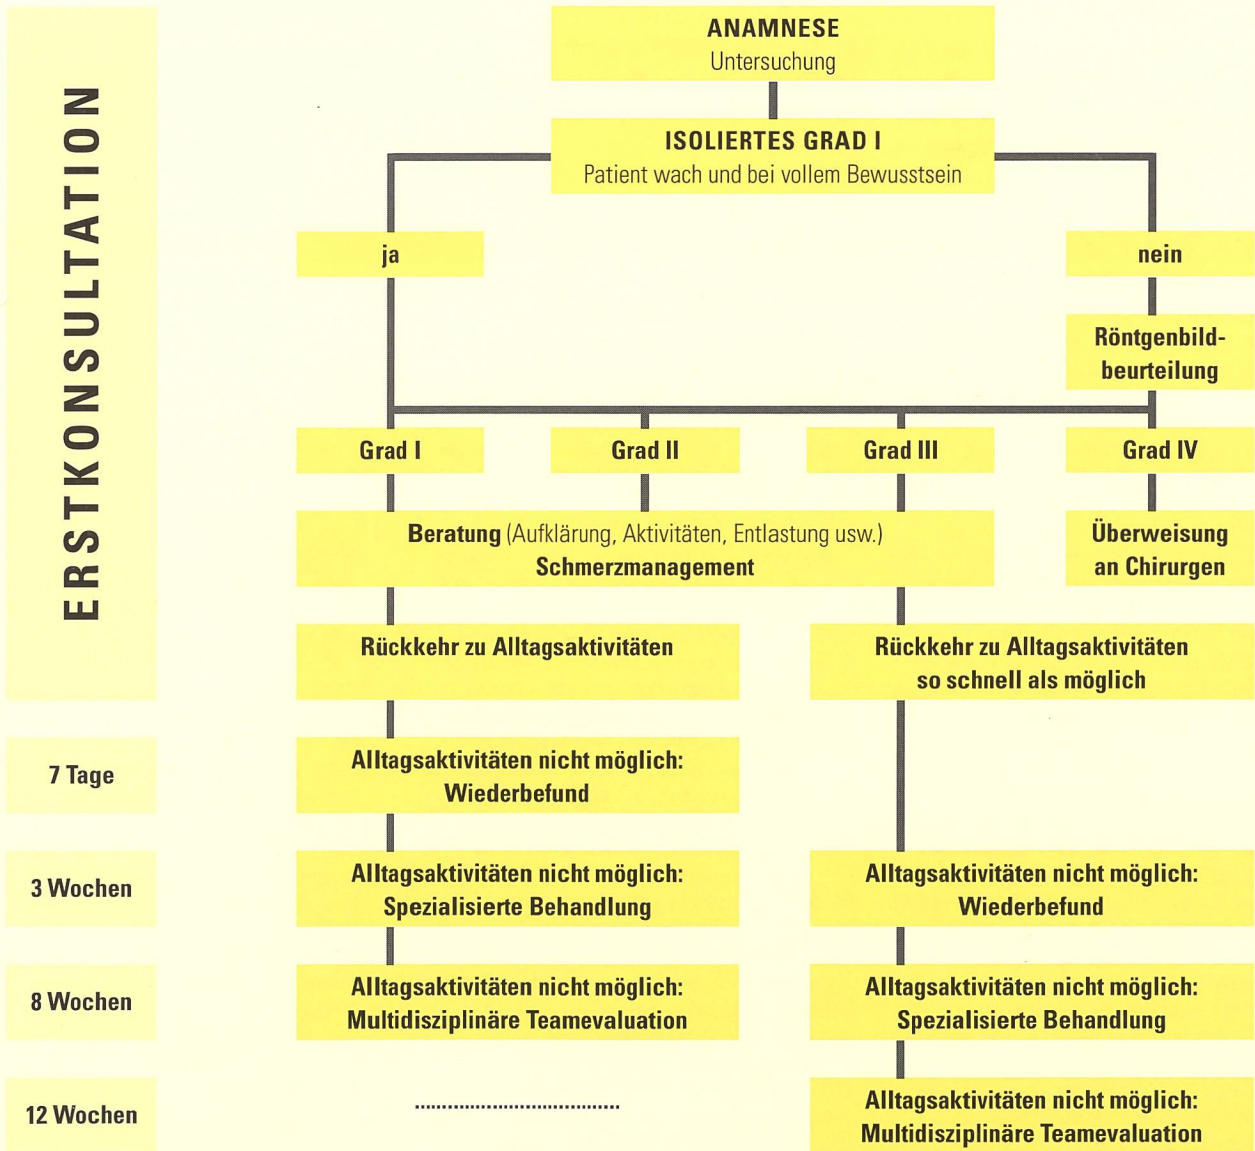 ERSTKONSULTATION
ANAMNESE
Untersuchung
ISOLIERTES GRAD I
Patient wach und bei vollem Bewusstsein
ja
nein
Röntgenbild-
beurteilung
Grad I
Grad II
Grad III
Grad IV
Beratung (Aufklärung, Aktivitäten, Entlastung usw.)
Schmerzmanagement
Überweisung
an Chirurgen
Rückkehr zu Alltagsaktivitäten
Rückkehr zu Alltagsaktivitäten
so schnell als möglich
7 Tage
Alltagsaktivitäten nicht möglich:
Wiederbefund
3 Wochen
Alltagsaktivitäten nicht möglich:
Spezialisierte Behandlung
Alltagsaktivitäten nicht möglich:
Wiederbefund
8 Wochen
Alltagsaktivitäten nicht möglich:
Multidisziplinäre Teamevaluation
Alltagsaktivitäten nicht möglich:
Spezialisierte Behandlung
12 Wochen
Alltagsaktivitäten nicht möglich:
Multidisziplinäre Teamevaluation